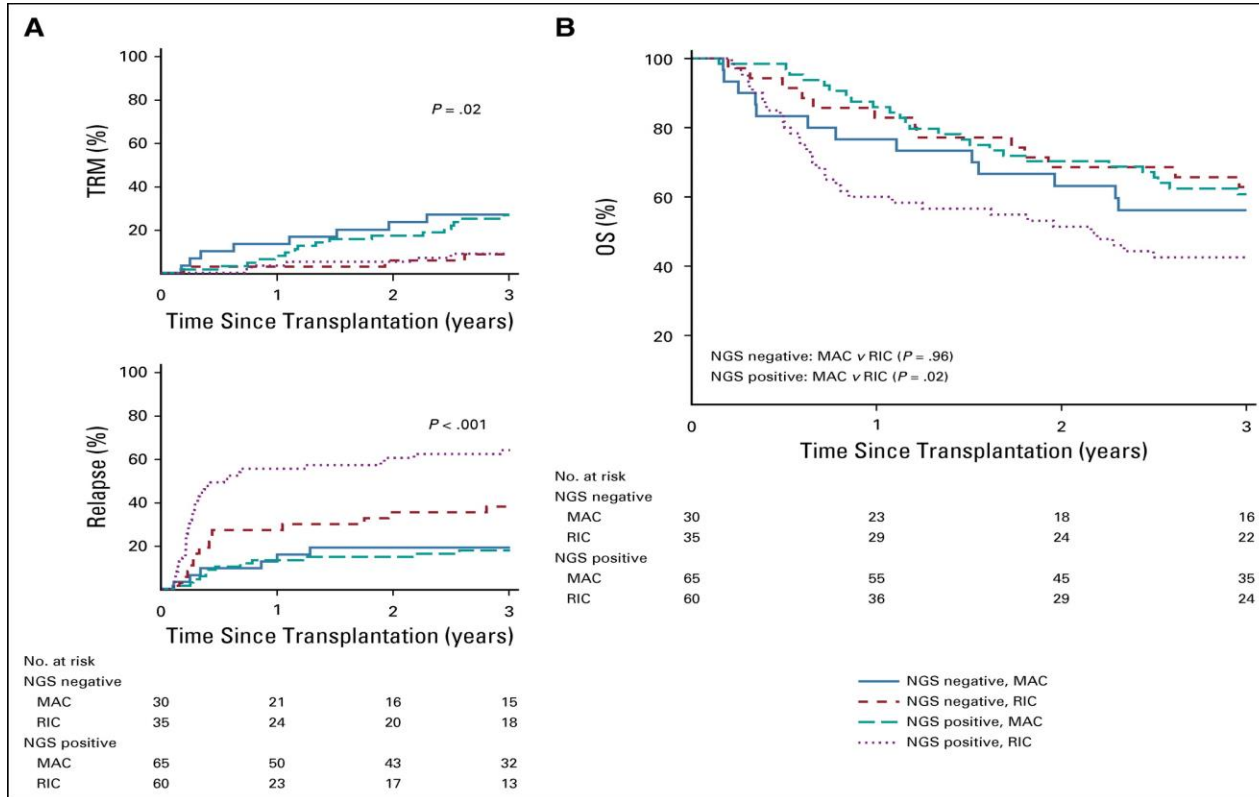 A
100
80
60
40
20
TRM (%)
P = .02
0 1 2 3
Time Since Transplantation (years)
100
80
60
40
20
Relapse (%)
P < .001
0 1 2 3
Time Since Transplantation (years)
No. at risk
NGS negative
MAC 30 21 16 15
RIC 35 24 20 18
NGS positive
MAC 65 50 43 32
RIC 60 23 17 13
B
100
80
60
40
20
OS (%)
NGS negative: MAC v RIC (P = .96)
NGS positive: MAC v RIC (P = .02)
0 1 2 3
Time Since Transplantation (years)
No. at risk
NGS negative
MAC 30 23 18 16
RIC 35 29 24 22
NGS positive
MAC 65 55 45 35
RIC 60 36 29 24
NGS negative, MAC
NGS negative, RIC
NGS positive, MAC
NGS positive, RIC